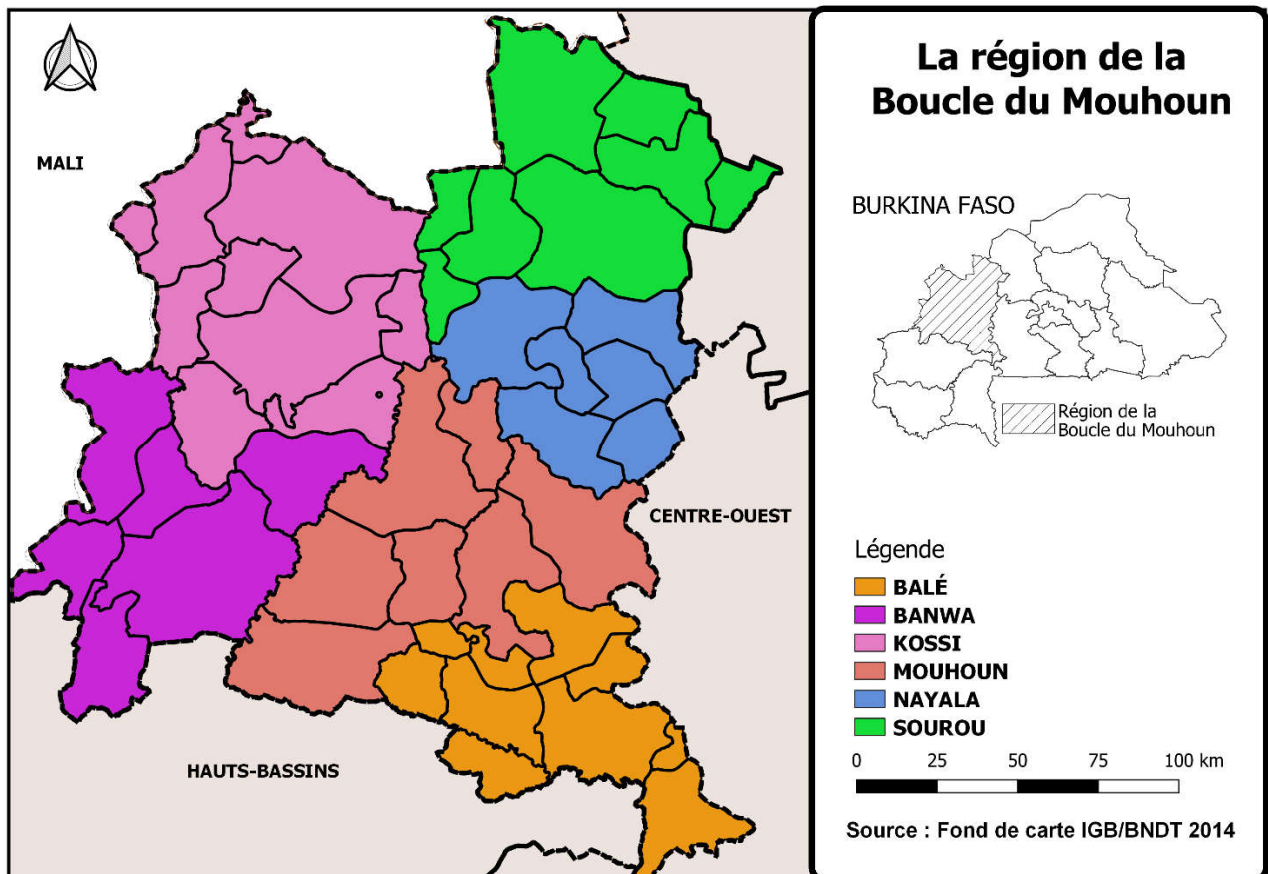 MALI
CENTRE-OUEST
HAUTS-BASSINS
La région de la
Boucle du Mouhoun
BURKINA FASO
Région de la
Boucle du Mouhoun
Légende
BALÉ
BANWA
KOSSI
MOUHOUN
NAYALA
SOUROU
0 25 50 75 100 km
Source : Fond de carte IGB/BNDT 2014